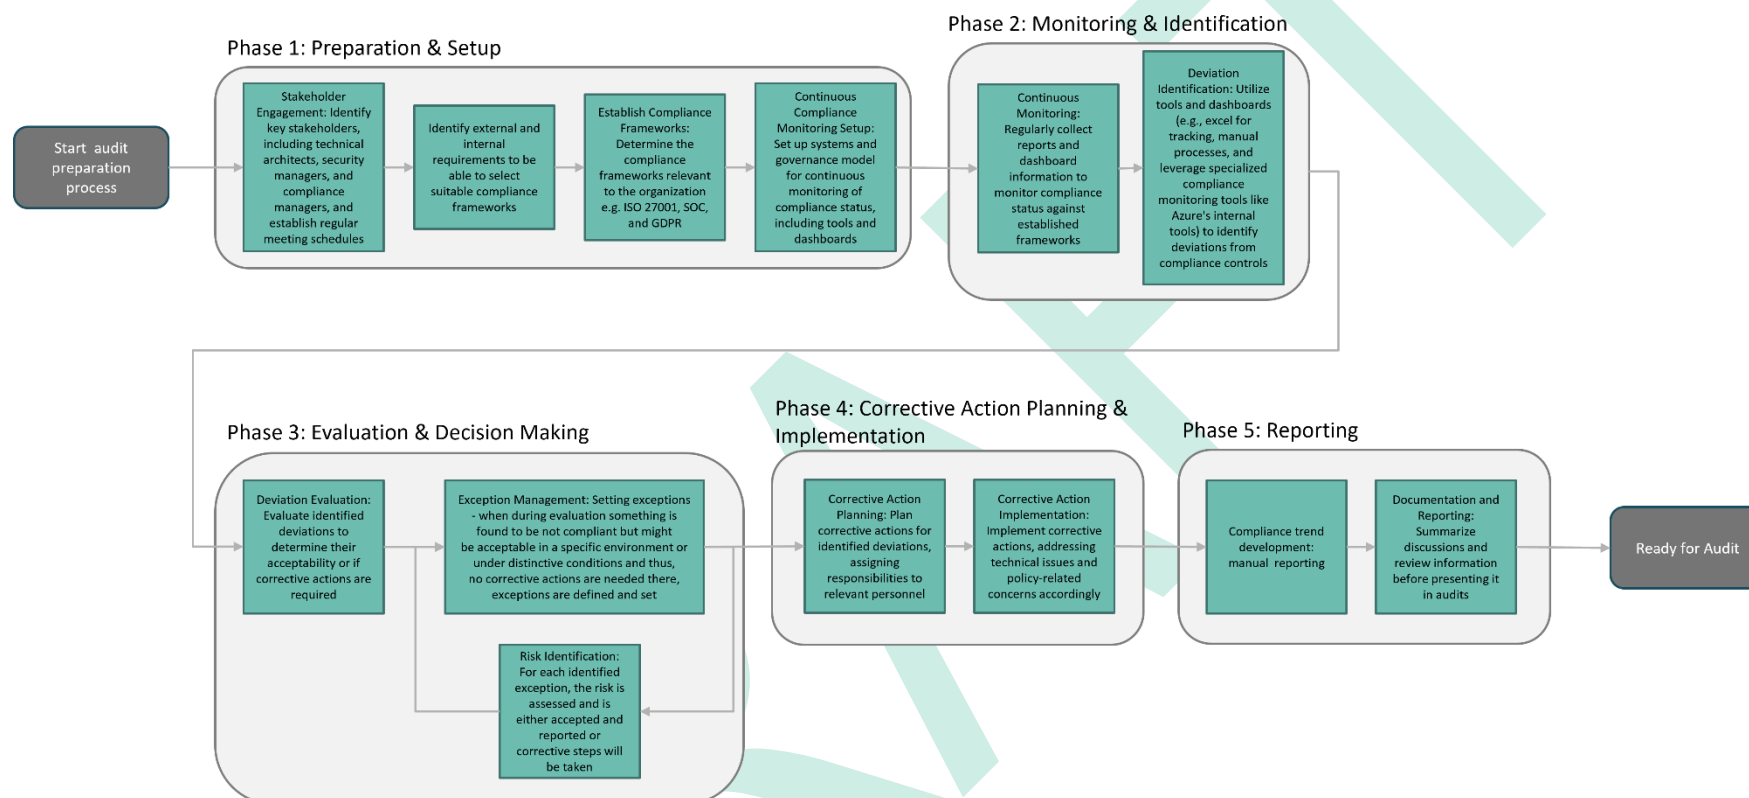 Phase 1: Preparation & Setup
Phase 2: Monitoring & Identification
Start audit
preparation
process
Stakeholder
Engagement: Identify
key stakeholders,
including technical
architects, security
managers, and
compliance
managers, and
establish regular
meeting schedules
Identify external and
internal
requirements to be
able to select
suitable compliance
frameworks
Establish Compliance
Frameworks:
Determine the
compliance
frameworks relevant
to the organization
e.g. ISO 27001, SOC,
and GDPR
Continuous
Compliance
Monitoring Setup:
Set up systems and
governance model
for continuous
monitoring of
compliance status,
including tools and
dashboards
Continuous
Monitoring:
Regularly collect
reports and
dashboard
information to
monitor compliance
status against
established
frameworks
Deviation
Identification: Utilize
tools and dashboards
(e.g., excel for
tracking, manual
processes, and
leverage specialized
compliance
monitoring tools like
Azure's internal
tools) to identify
deviations from
compliance controls
Phase 3: Evaluation & Decision Making
Phase 4: Corrective Action Planning &
Implementation
Phase 5: Reporting
Deviation Evaluation:
Evaluate identified
deviations to
determine their
acceptability or if
corrective actions are
required
Exception Management: Setting exceptions
- when during evaluation something is
found to be not compliant but might
be acceptable in a specific environment or
under distinctive conditions and thus,
no corrective actions are needed there,
exceptions are defined and set
Risk Identification:
For each identified
exception, the risk is
assessed and is
either accepted and
reported or
corrective steps will
be taken
Corrective Action
Planning: Plan
corrective actions for
identified deviations,
assigning
responsibilities to
relevant personnel
Corrective Action
Implementation:
Implement corrective
actions, addressing
technical issues and
policy-related
concerns accordingly
Compliance trend
development:
manual reporting
Documentation and
Reporting:
Summarize
discussions and
review information
before presenting it
in audits
Ready for Audit